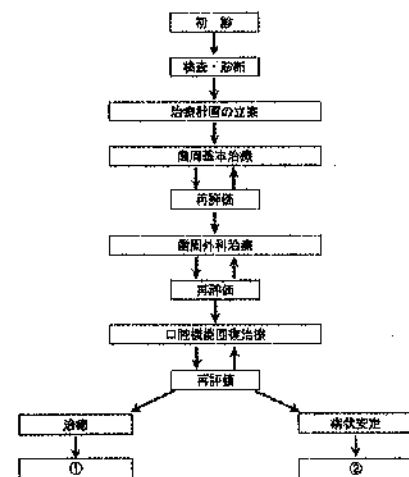 初 診
検査・診断
治療計画の立案
歯周基本治療
再評価
歯周外科治療
再評価
口腔機能回復治療
再評価
治癒
病状安定
①
②